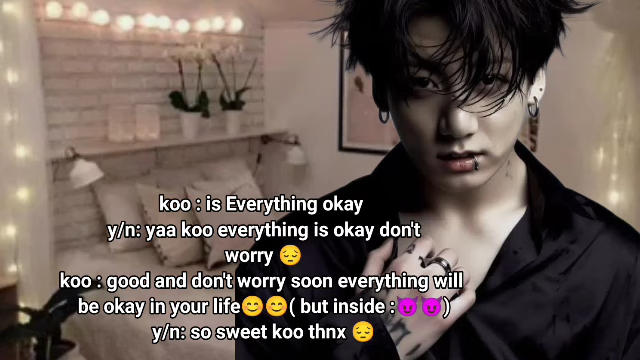 koo : is Everything okay
y/n: yaa koo everything is okay don't
worry 😔
koo : good and don't worry soon everything will
be okay in your life😊😊( but inside :😈😈)
y/n: so sweet koo thnx 😔